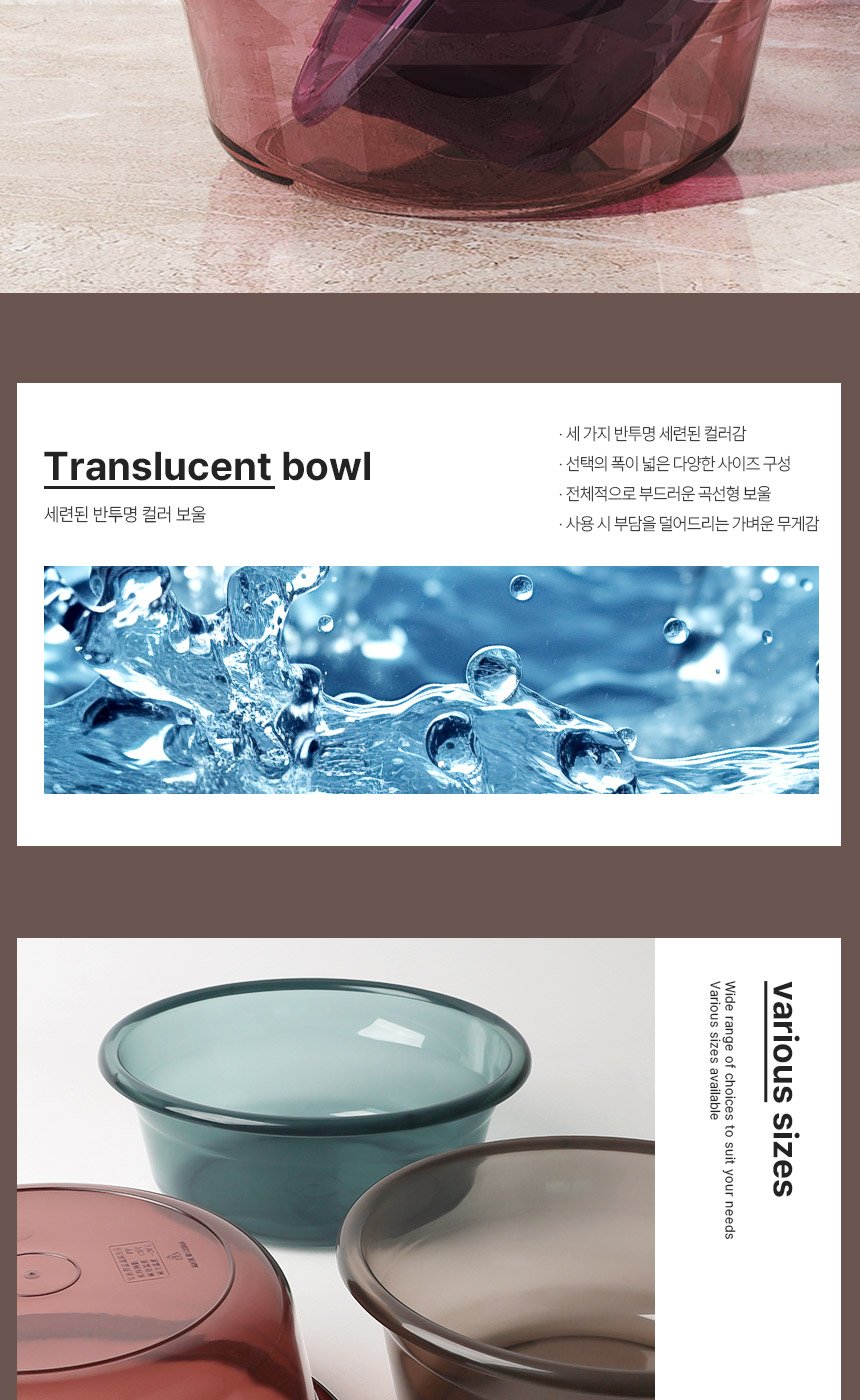 Translucent bowl
세련된 반투명 컬러 보울
· 세 가지 반투명 세련된 컬러감
· 선택의 폭이 넓은 다양한 사이즈 구성
· 전체적으로 부드러운 곡선형 보울
· 사용 시 부담을 덜어드리는 가벼운 무게감
various sizes
Wide range of choices to suit your needs
Various sizes available